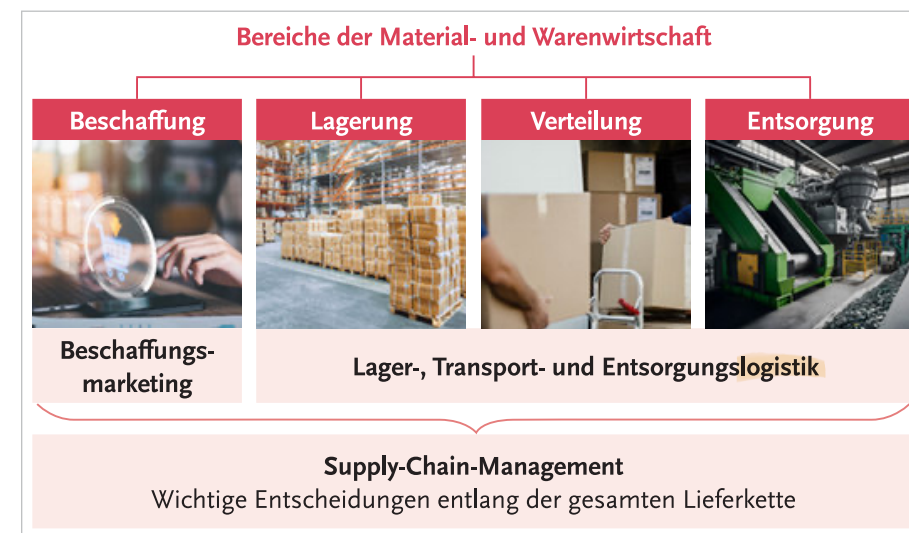 Bereiche der Material- und Warenwirtschaft
Beschaffung
Lagerung
Verteilung
Entsorgung
Beschaffungs-
marketing
Lager-, Transport- und Entsorgungslogistik
Supply-Chain-Management
Wichtige Entscheidungen entlang der gesamten Lieferkette